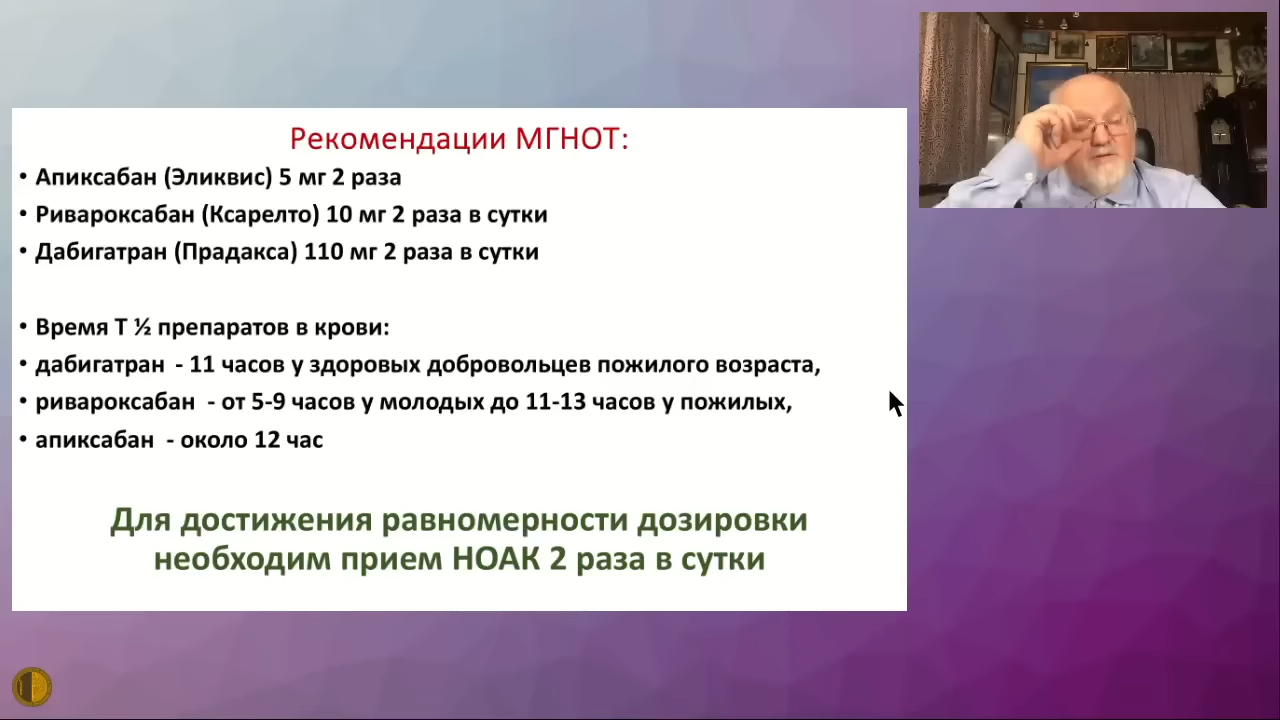 Рекомендации МГНОТ:
• Апиксабан (Эликвис) 5 мг 2 раза
• Ривароксабан (Ксарелто) 10 мг 2 раза в сутки
• Дабигатран (Прадакса) 110 мг 2 раза в сутки
• Время Т ½ препаратов в крови:
• дабигатран - 11 часов у здоровых добровольцев пожилого возраста,
• ривароксабан - от 5-9 часов у молодых до 11-13 часов у пожилых,
• апиксабан - около 12 час
Для достижения равномерности дозировки
необходим прием НОАК 2 раза в сутки